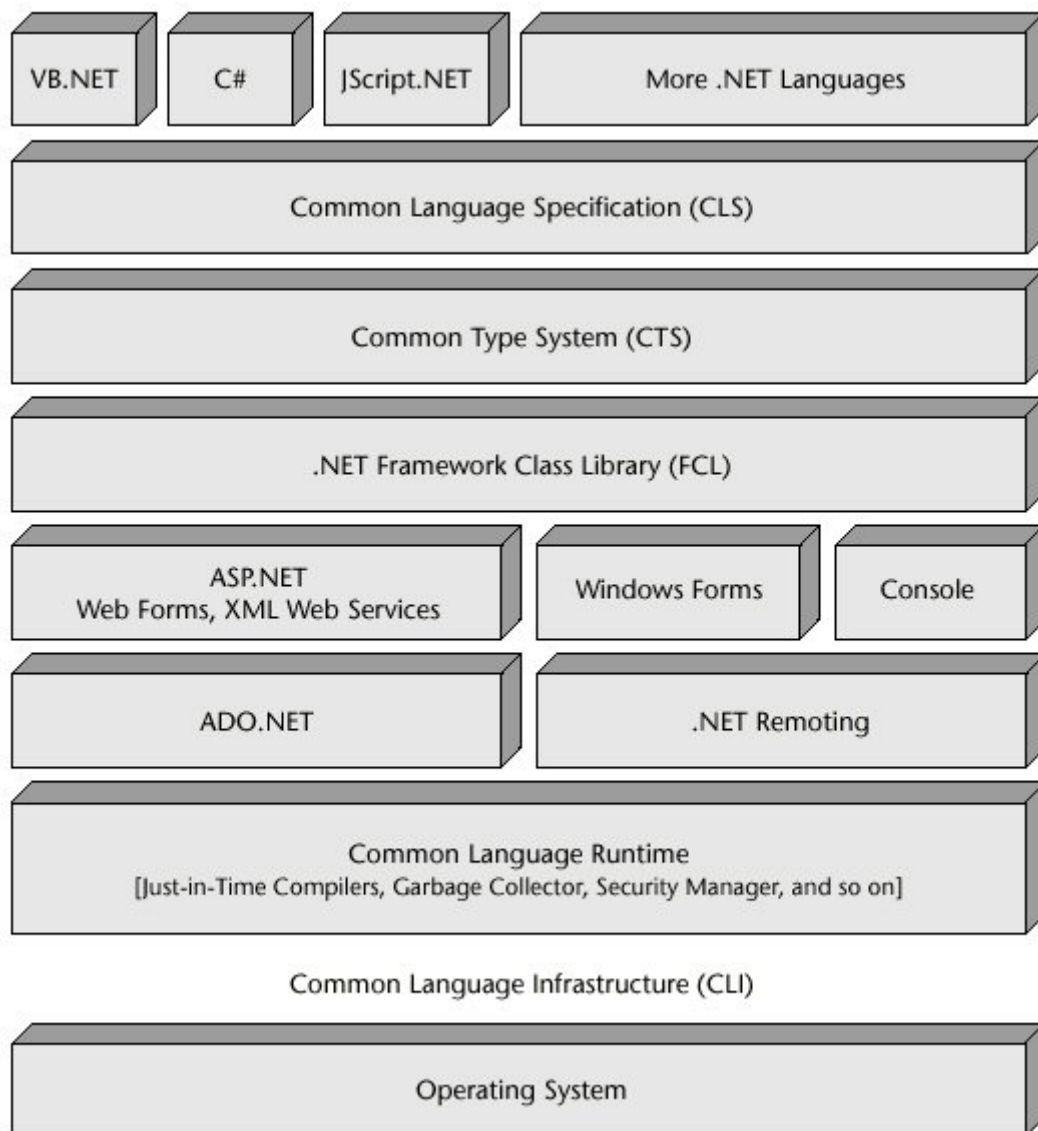 VB.NET
C#
JScript.NET
More .NET Languages
Common Language Specification (CLS)
Common Type System (CTS)
.NET Framework Class Library (FCL)
ASP.NET
Web Forms, XML Web Services
Windows Forms
Console
ADO.NET
.NET Remoting
Common Language Runtime
[Just-in-Time Compilers, Garbage Collector, Security Manager, and so on]
Common Language Infrastructure (CLI)
Operating System